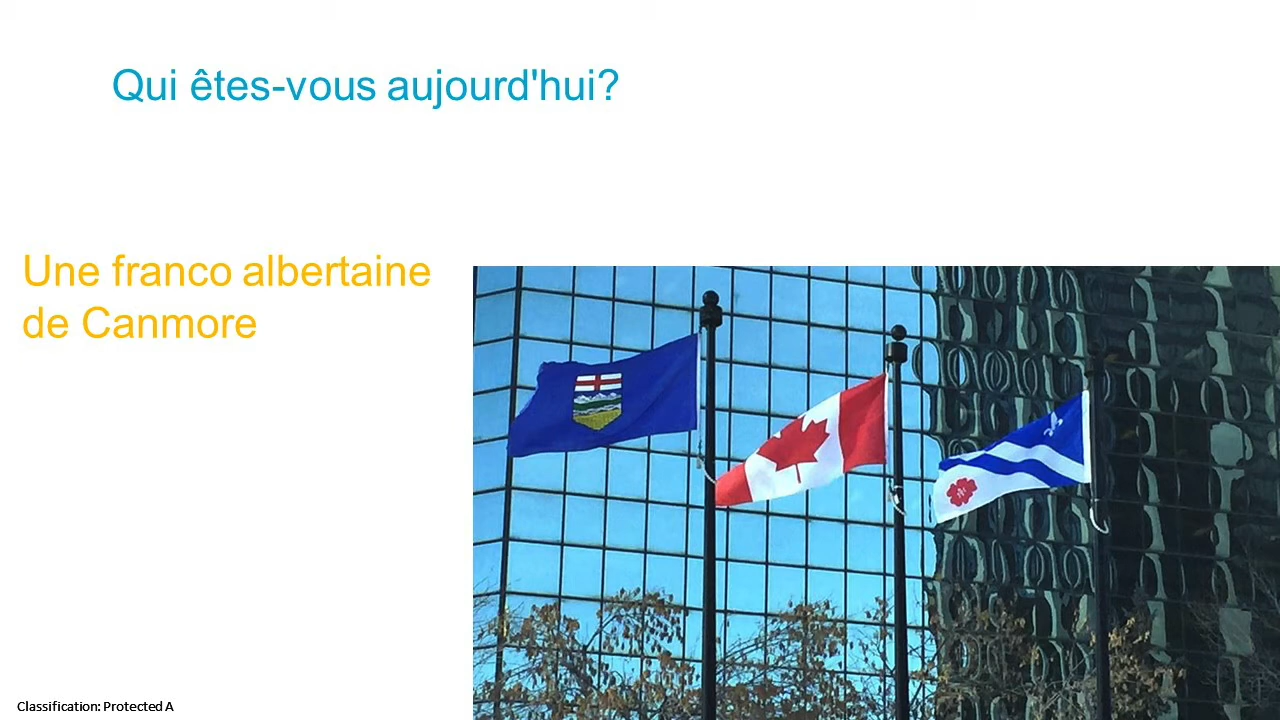 Qui êtes-vous aujourd'hui?
Une franco albertaine
de Canmore
Classification: Protected A